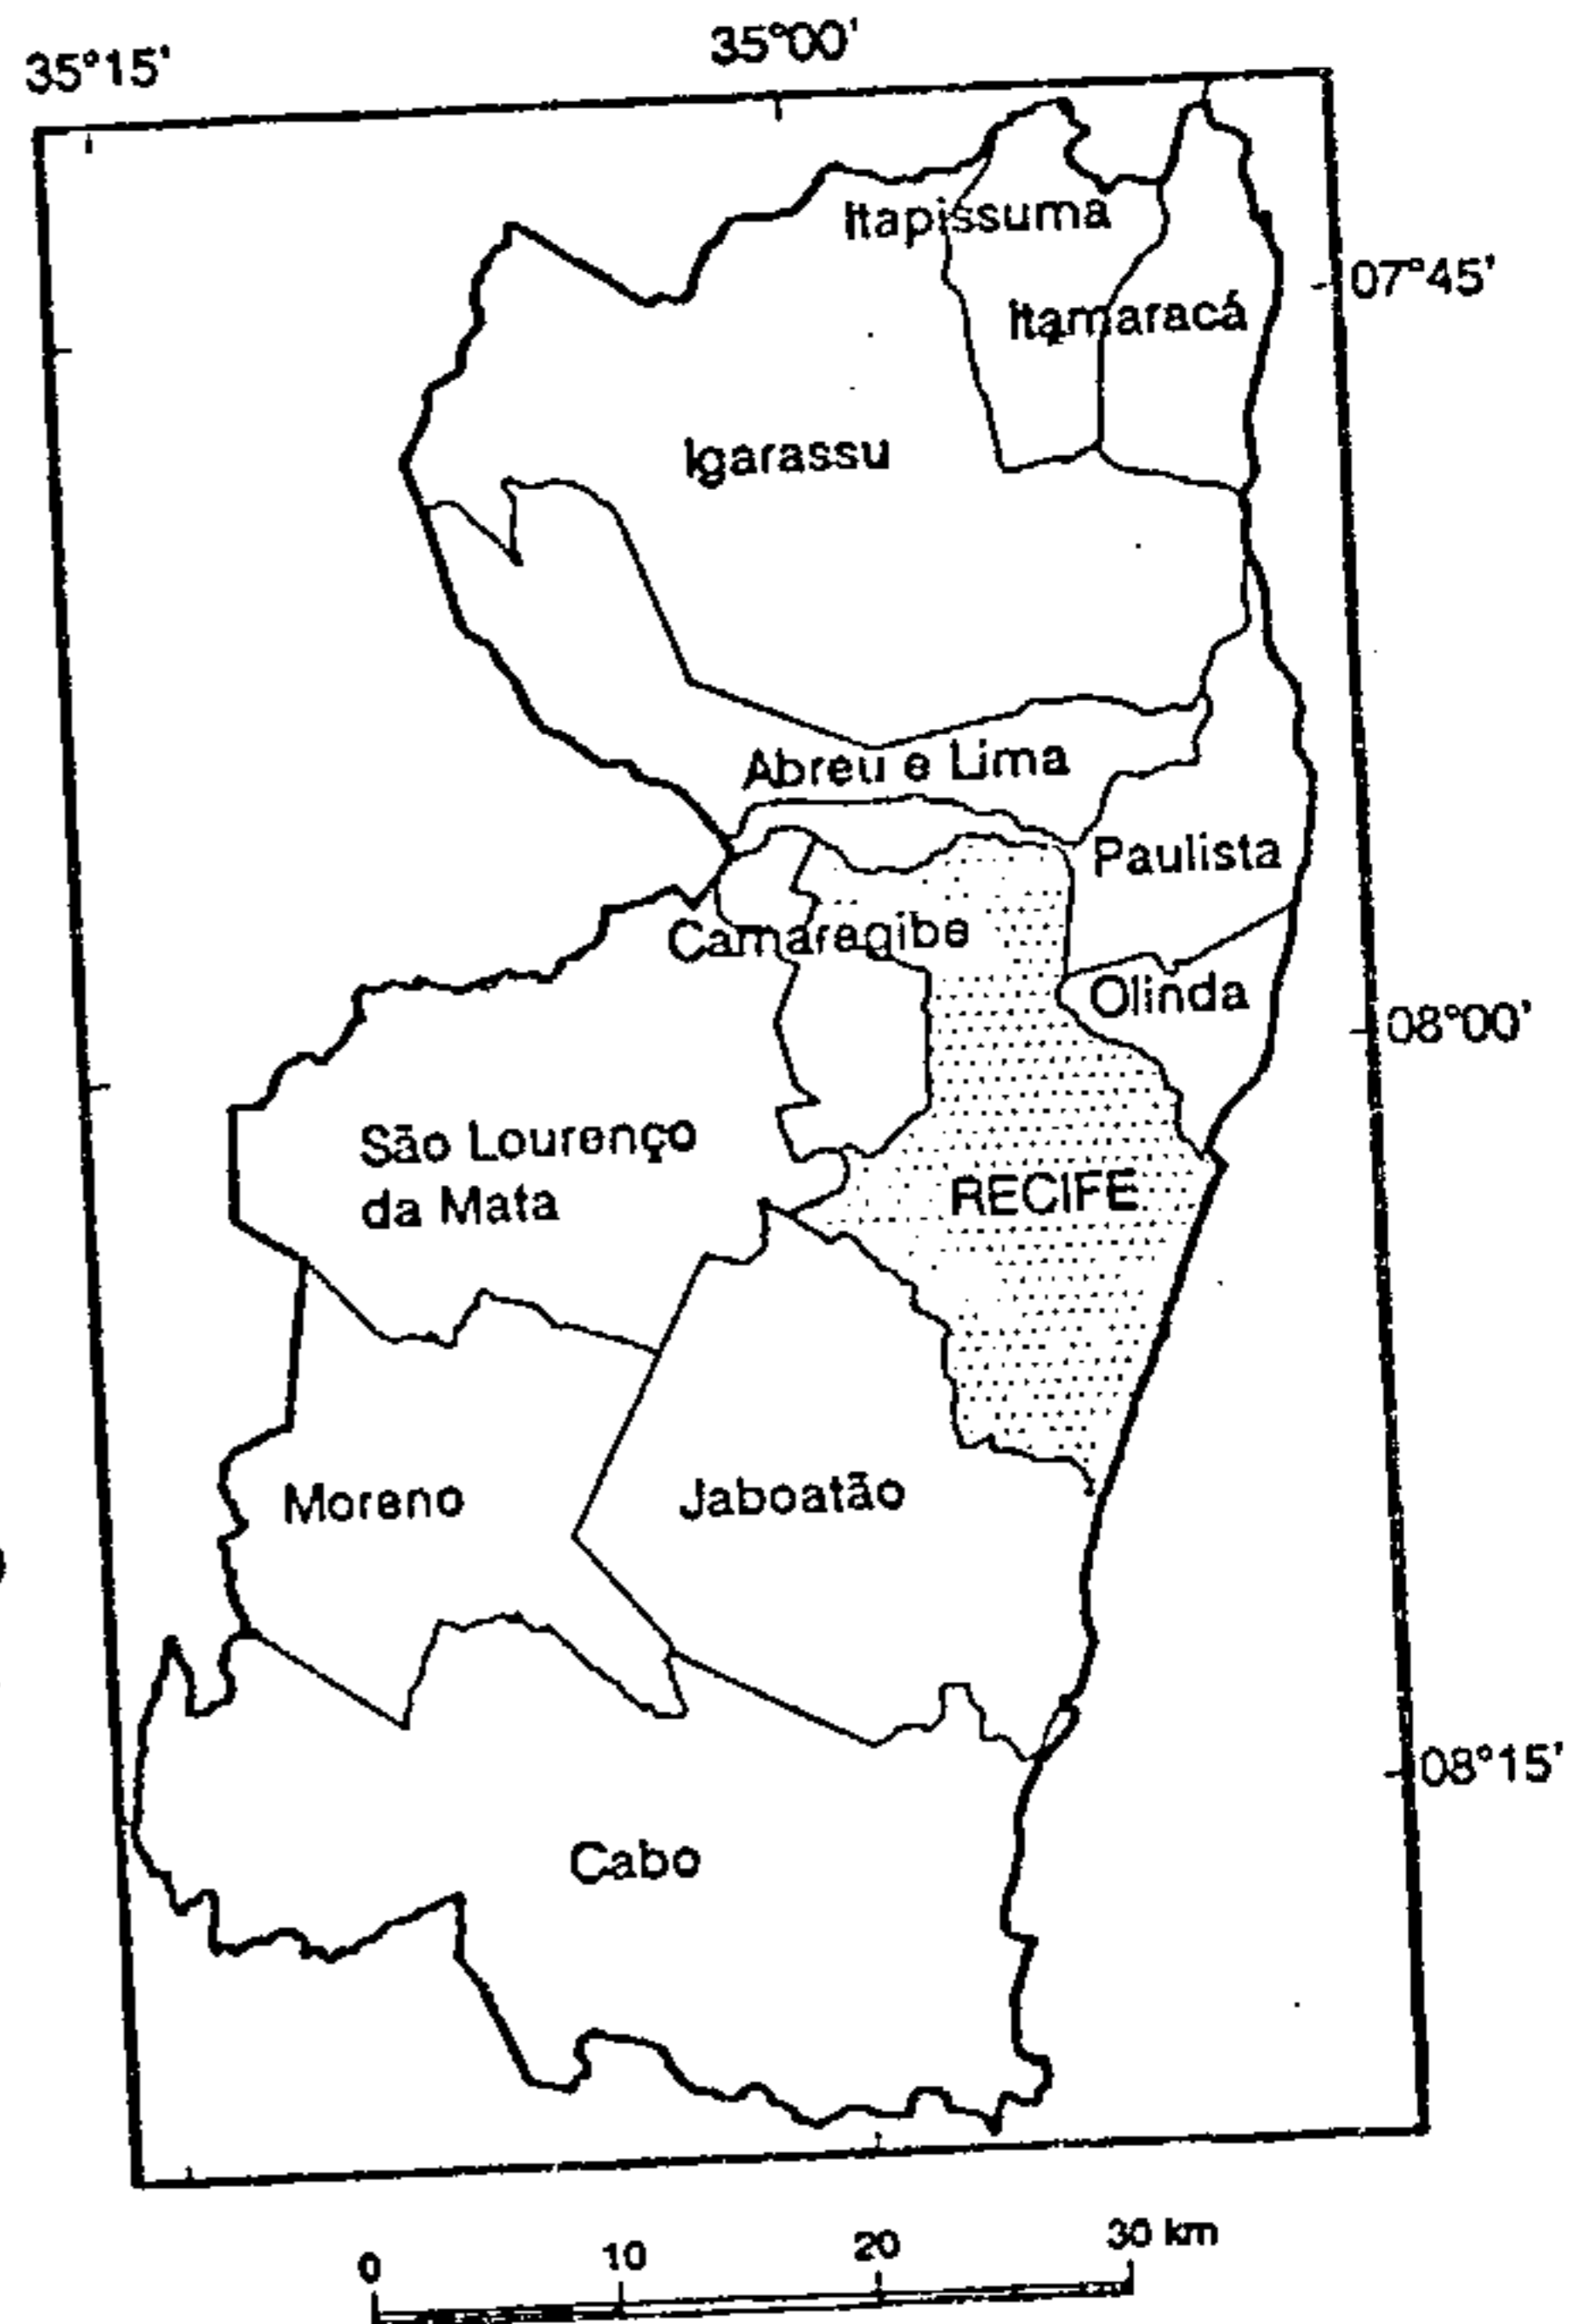 35°15' 35°00'
Itapissuma
07°45'
Itamaracá
Igarassu
Abreu e Lima
Paulista
Camaragibe
Olinda
08°00'
São Lourenço
da Mata
RECIFE
Moreno
Jaboatão
08°15'
Cabo
0 10 20 30 km